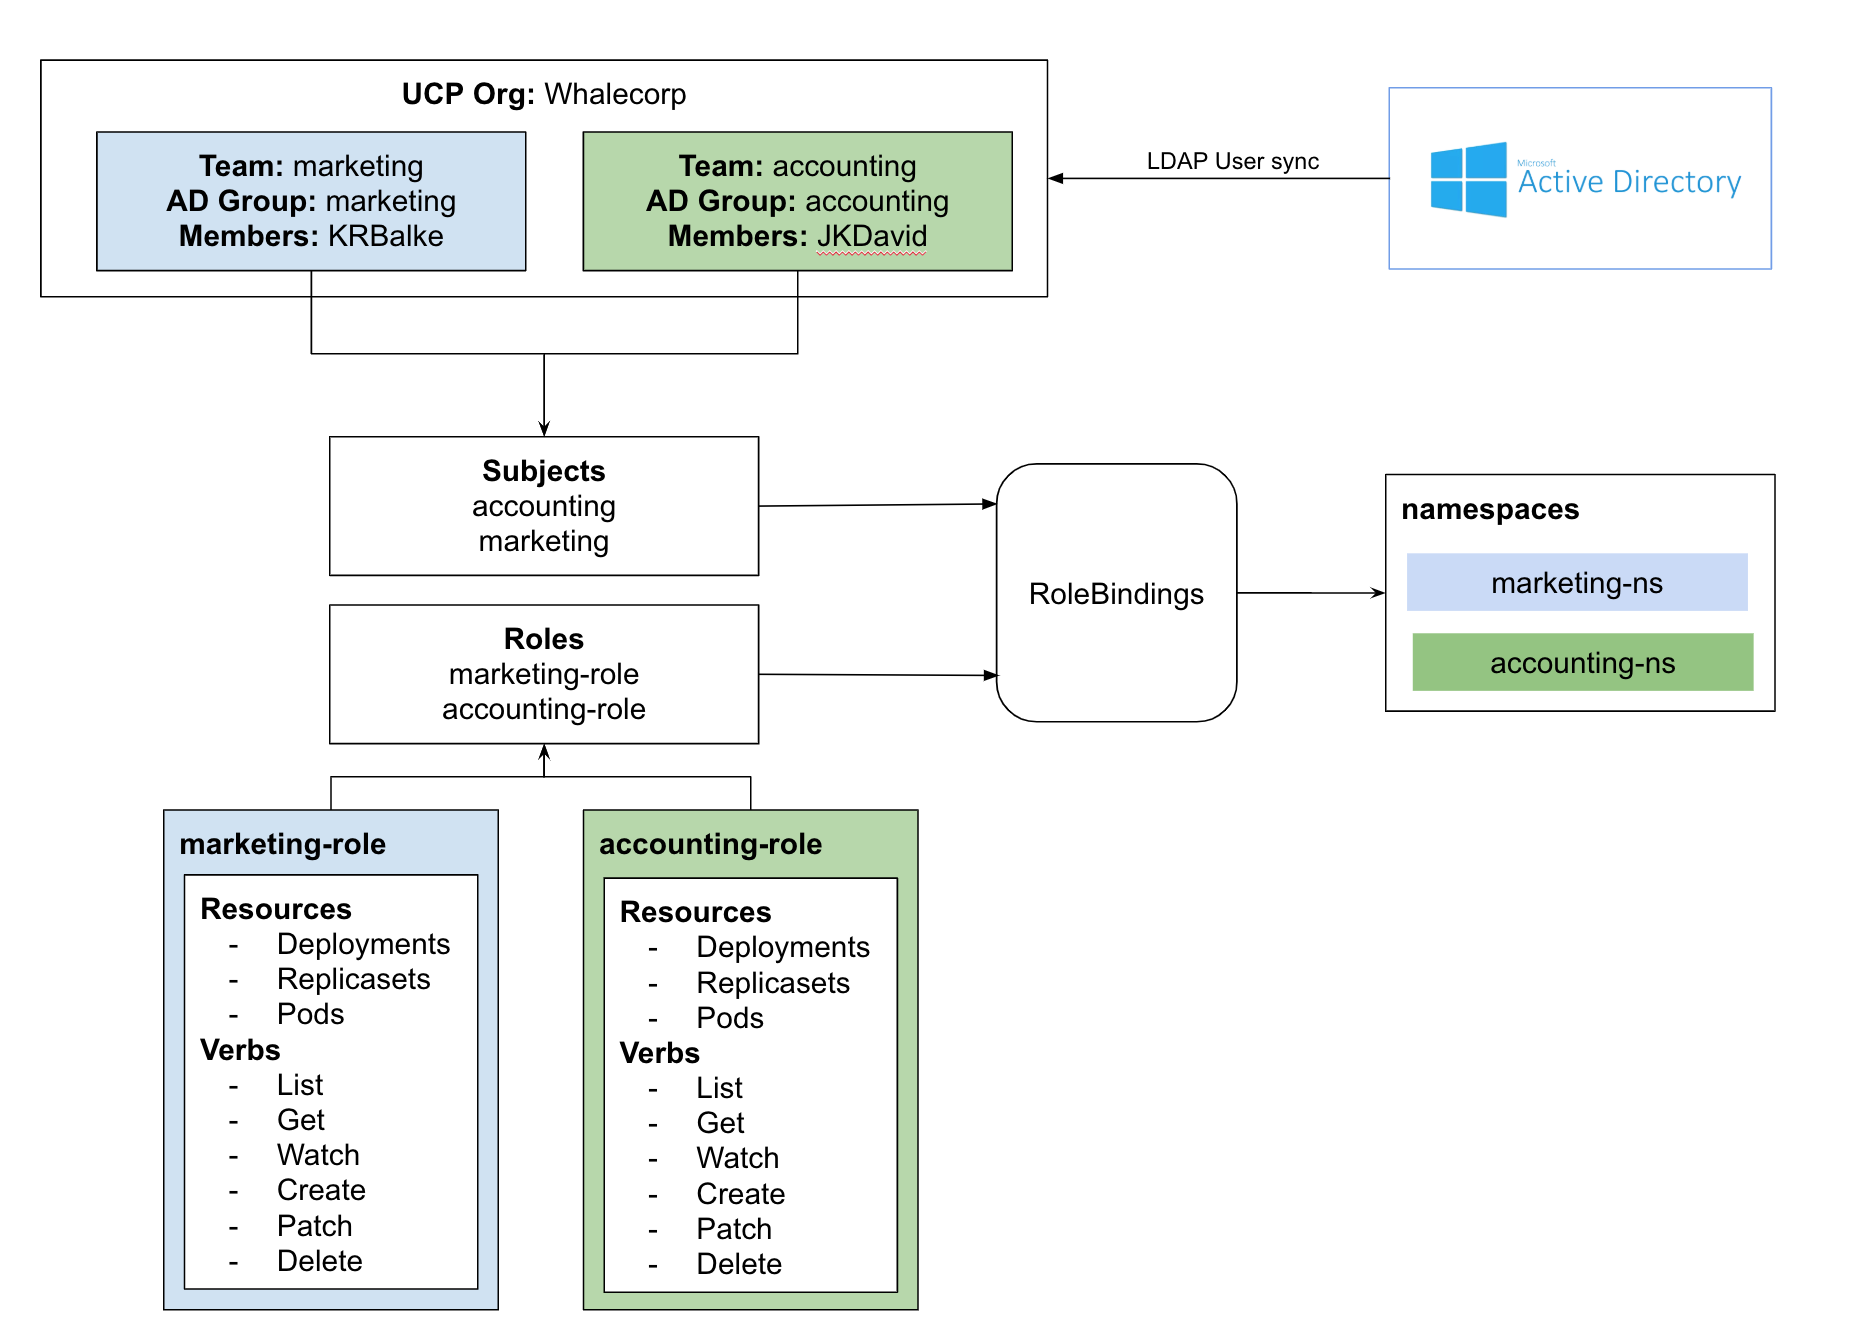 UCP Org: Whalecorp
Team: marketing
AD Group: marketing
Members: KRBalke
Team: accounting
AD Group: accounting
Members: JKDavid
LDAP User sync
Microsoft
Active Directory
Subjects
accounting
marketing
Roles
marketing-role
accounting-role
RoleBindings
namespaces
marketing-ns
accounting-ns
marketing-role
Resources
- Deployments
- Replicasets
- Pods
Verbs
- List
- Get
- Watch
- Create
- Patch
- Delete
accounting-role
Resources
- Deployments
- Replicasets
- Pods
Verbs
- List
- Get
- Watch
- Create
- Patch
- Delete